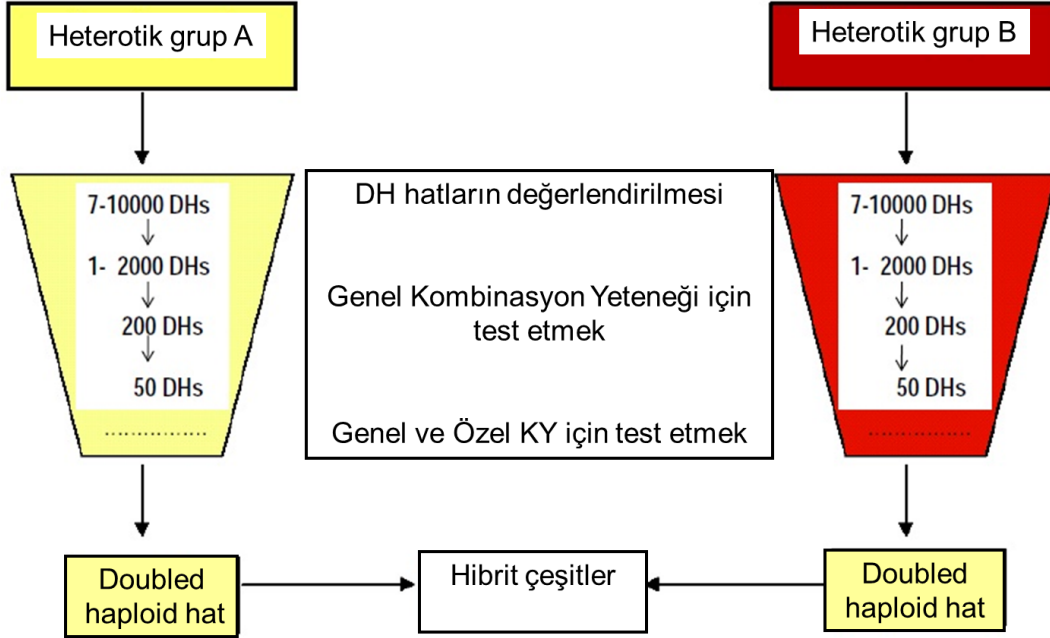 Heterotik grup A
Heterotik grup B
7-10000 DHs
1- 2000 DHs
200 DHs
50 DHs
................
DH hatların değerlendirilmesi
Genel Kombinasyon Yeteneği için
test etmek
Genel ve Özel KY için test etmek
7-10000 DHs
1- 2000 DHs
200 DHs
50 DHs
................
Doubled
haploid hat
Hibrit çeşitler
Doubled
haploid hat